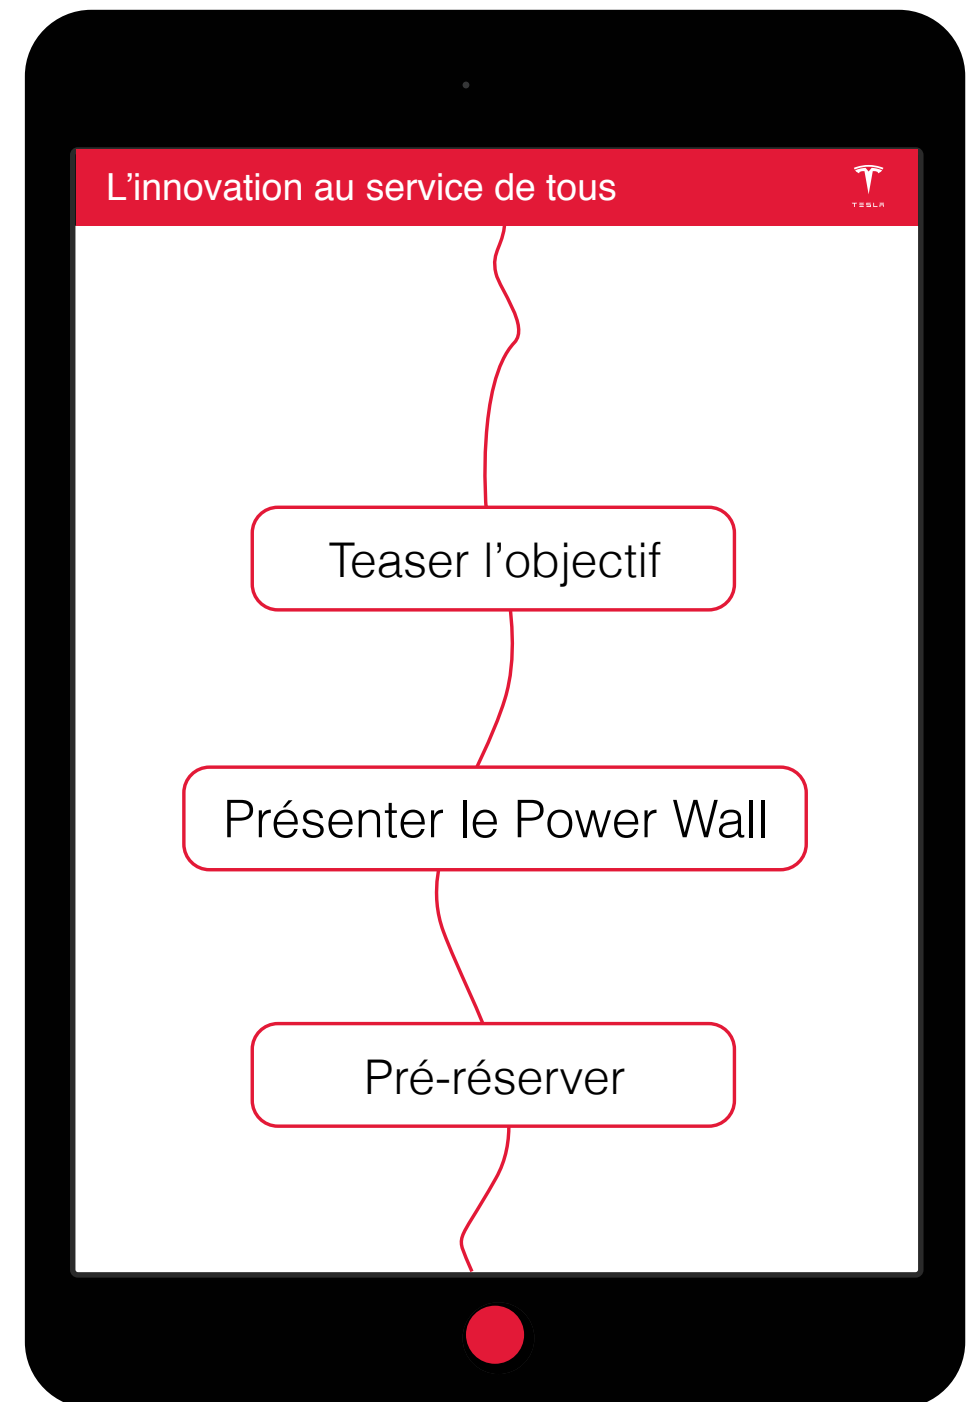 L’innovation au service de tous
TESLA
Teaser l’objectif
Présenter le Power Wall
Pré-réserver